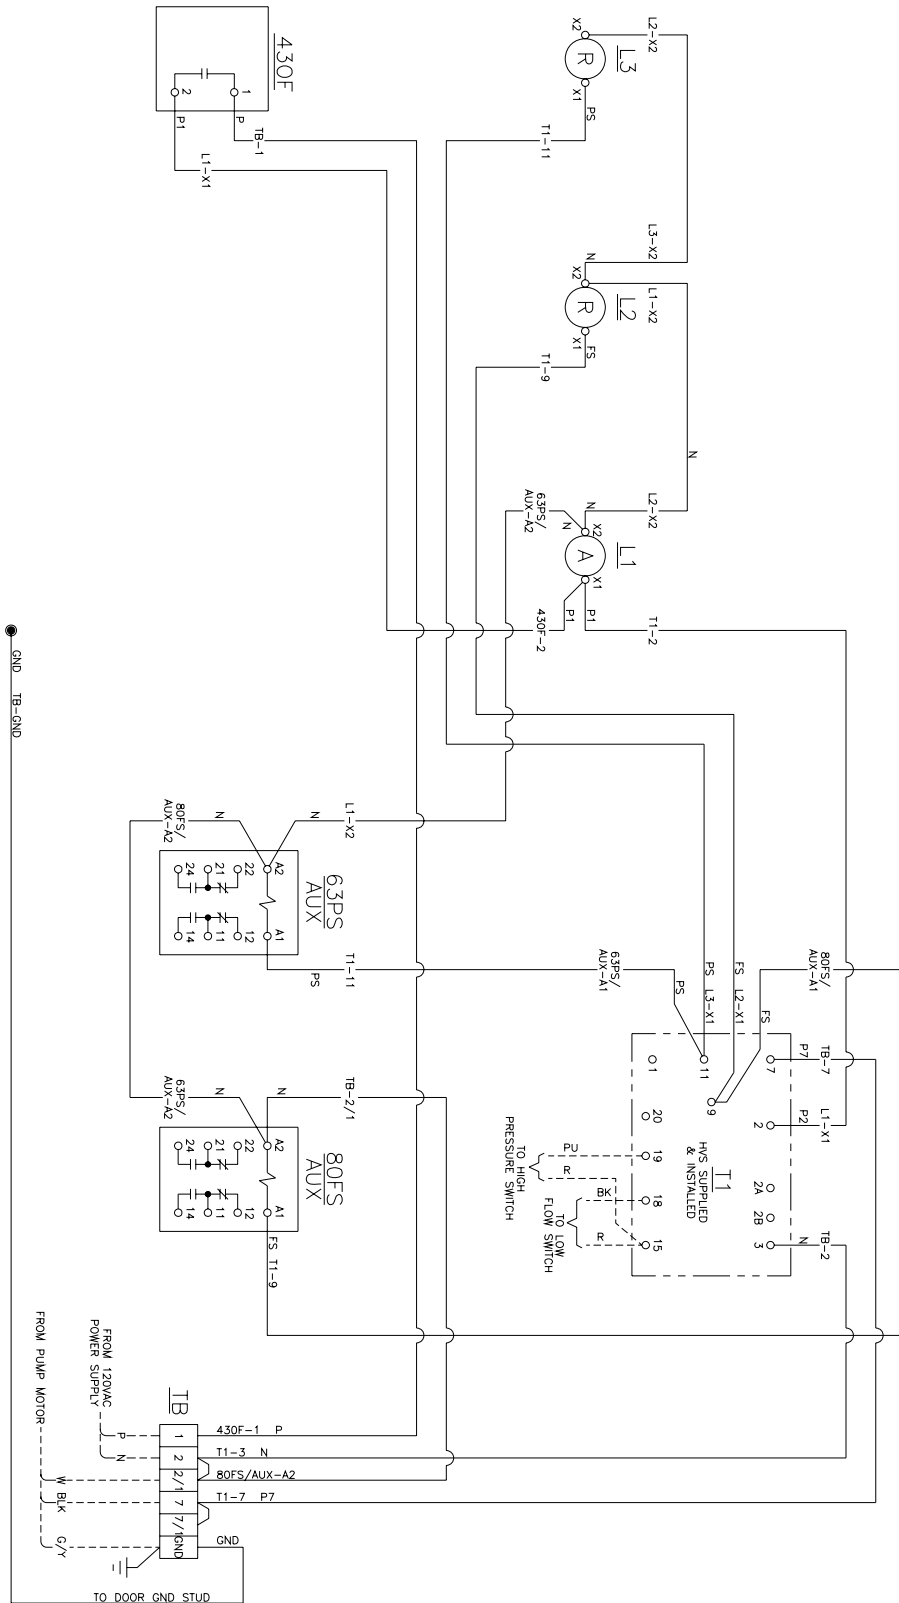 L3
X2
R
X1
L2-X2
PS
T1-11
L3-X2
L2
N
X2
R
X1
L1-X2
FS
T1-9
N
L2-X2
L1
N
X2
A
X1
63PS/
AUX-A2
N
P1
P1
430F-2
T1-2
430F
1
2
P
P1
TB-1
L1-X1
GND TB-GND
63PS
AUX
80FS/
AUX-A2
N
N
L1-X2
A2
A1
22
21
24
12
11
14
T1-11
PS
80FS
AUX
63PS/
AUX-A2
N
N
TB-2/1
A2
A1
22
21
24
12
11
14
FS T1-9
T1
HVS SUPPLIED
& INSTALLED
63PS/
AUX-A1
PS
PS L3-X1
FS L2-X1
FS
80FS/
AUX-A1
P7
TB-7
P2
L1-X1
N
TB-2
1
11
9
7
2
20
19
18
15
2A
2B
3
PU
R
TO HIGH
PRESSURE SWITCH
BK
R
TO LOW
FLOW SWITCH
TB
1
2
2/1
7
7/1
GND
430F-1 P
T1-3 N
80FS/AUX-A2
T1-7 P7
GND
P
N
W
BLK
G/Y
FROM 120VAC
POWER SUPPLY
FROM PUMP MOTOR
TO DOOR GND STUD